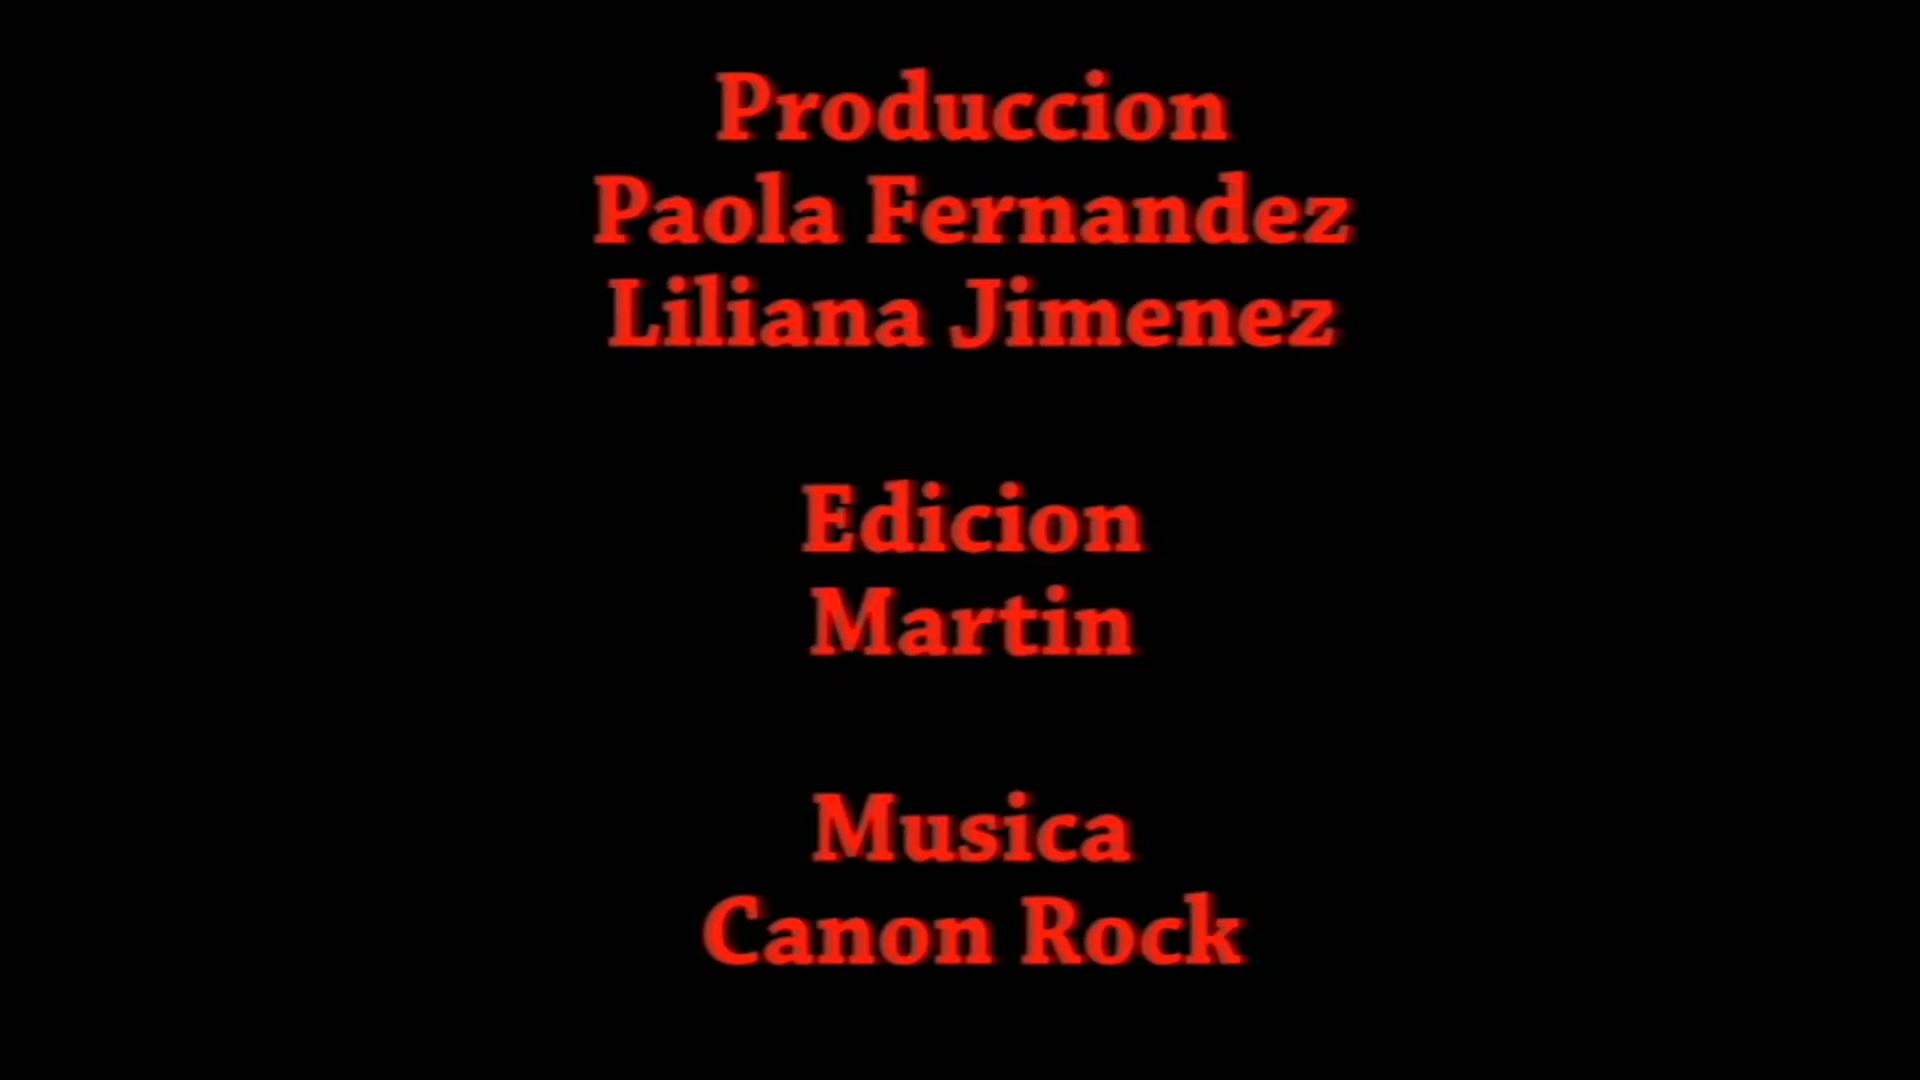 Produccion
Paola Fernandez
Liliana Jimenez
Edicion
Martin
Musica
Canon Rock